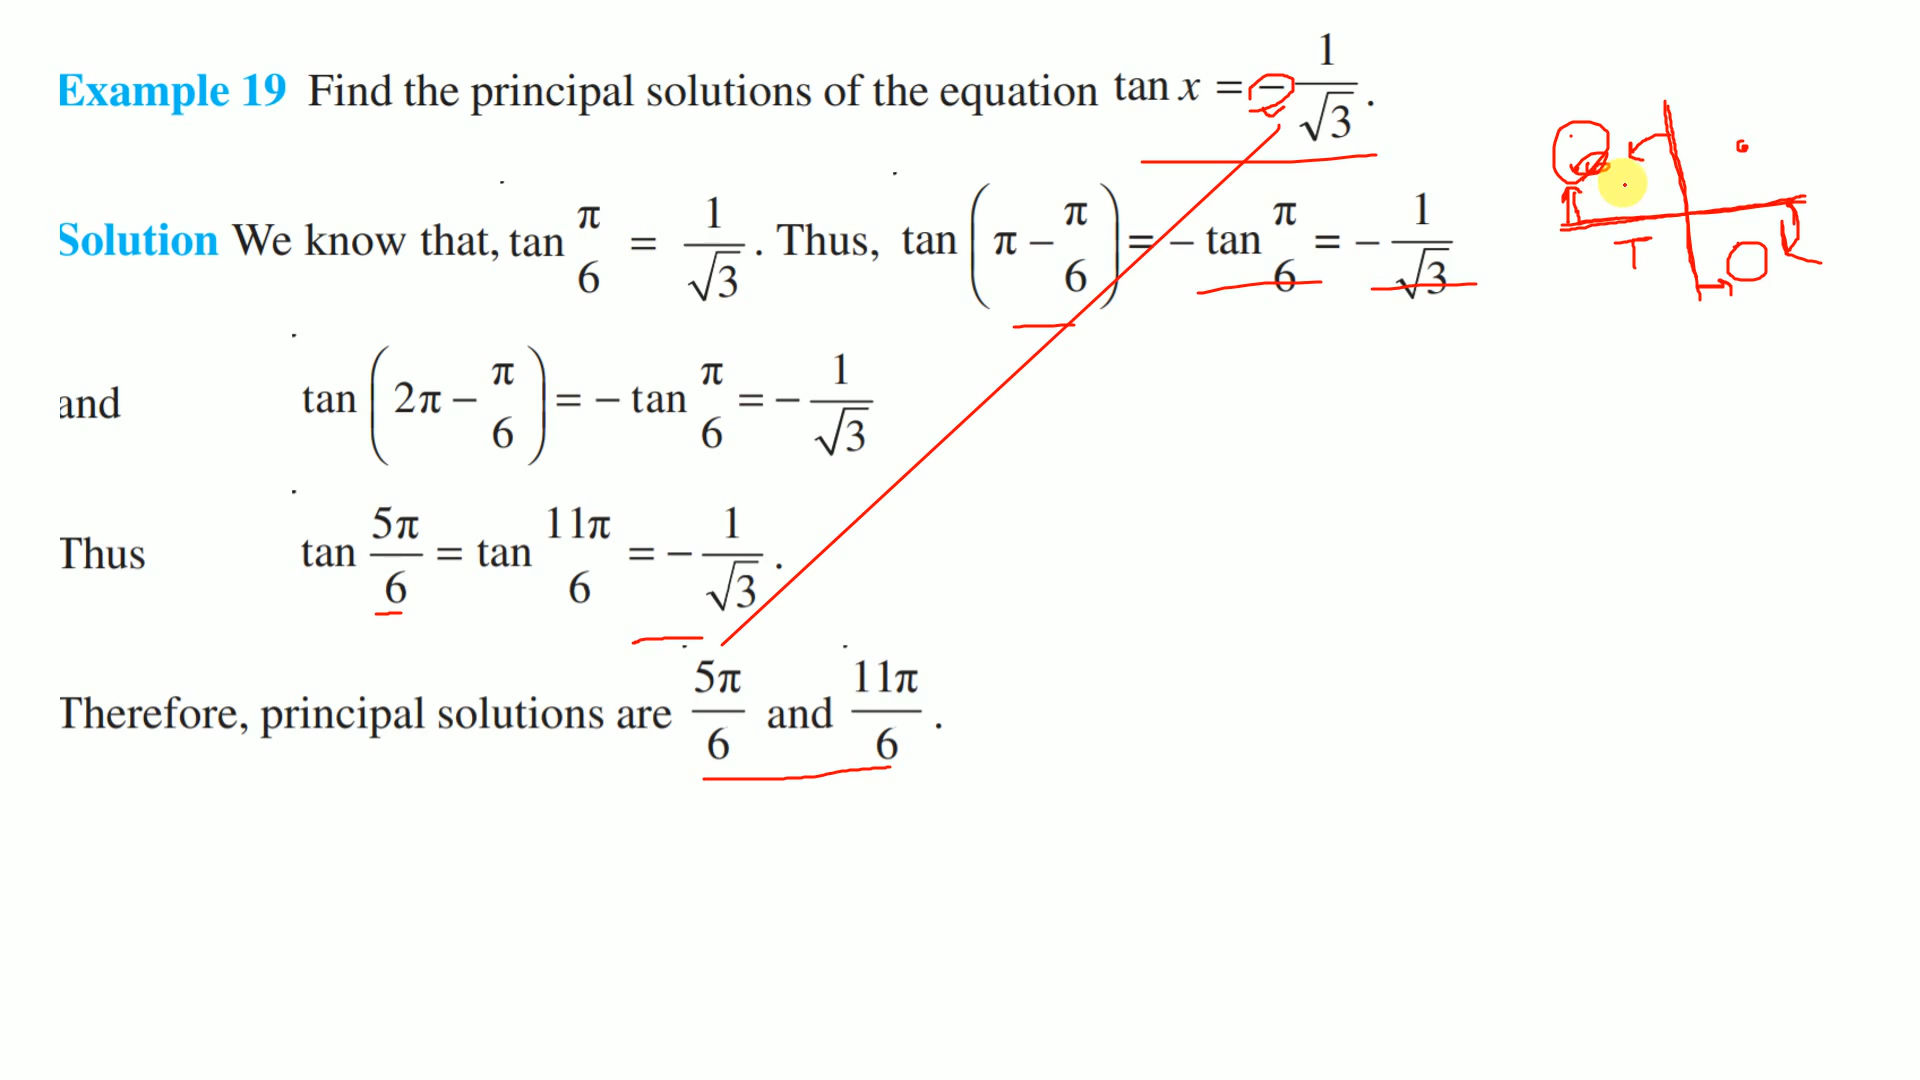 Example 19 Find the principal solutions of the equation tan x = − 1/√3 .
Solution We know that, tan π/6 = 1/√3 . Thus, tan (π − π/6) = − tan π/6 = − 1/√3
and tan (2π − π/6) = − tan π/6 = − 1/√3
Thus tan 5π/6 = tan 11π/6 = − 1/√3 .
Therefore, principal solutions are 5π/6 and 11π/6 .
T